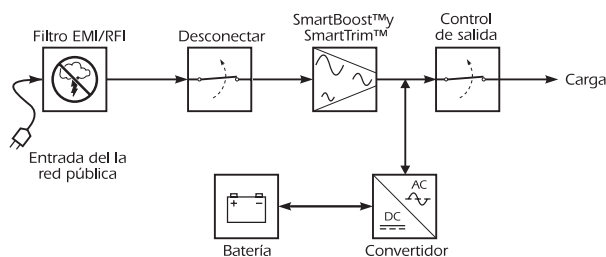 Filtro EMI/RFI
Desconectar
SmartBoost™y
SmartTrim™
Control
de salida
Carga
Entrada del la
red pública
AC
DC
+ −
Batería
Convertidor